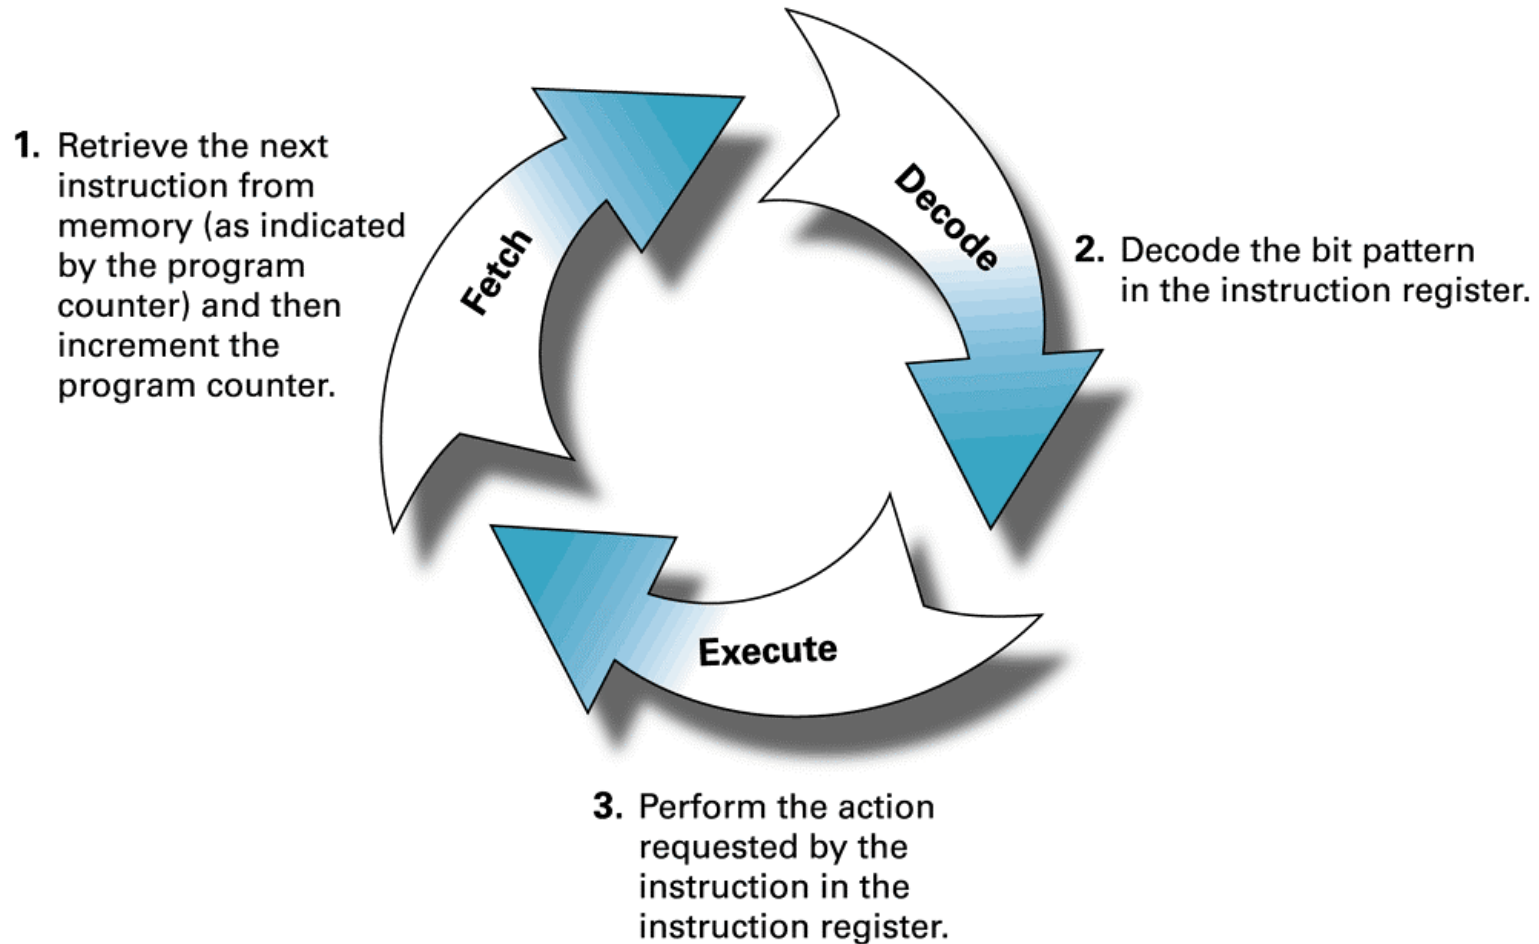 1. Retrieve the next
instruction from
memory (as indicated
by the program
counter) and then
increment the
program counter.
Fetch
Decode
2. Decode the bit pattern
in the instruction register.
Execute
3. Perform the action
requested by the
instruction in the
instruction register.